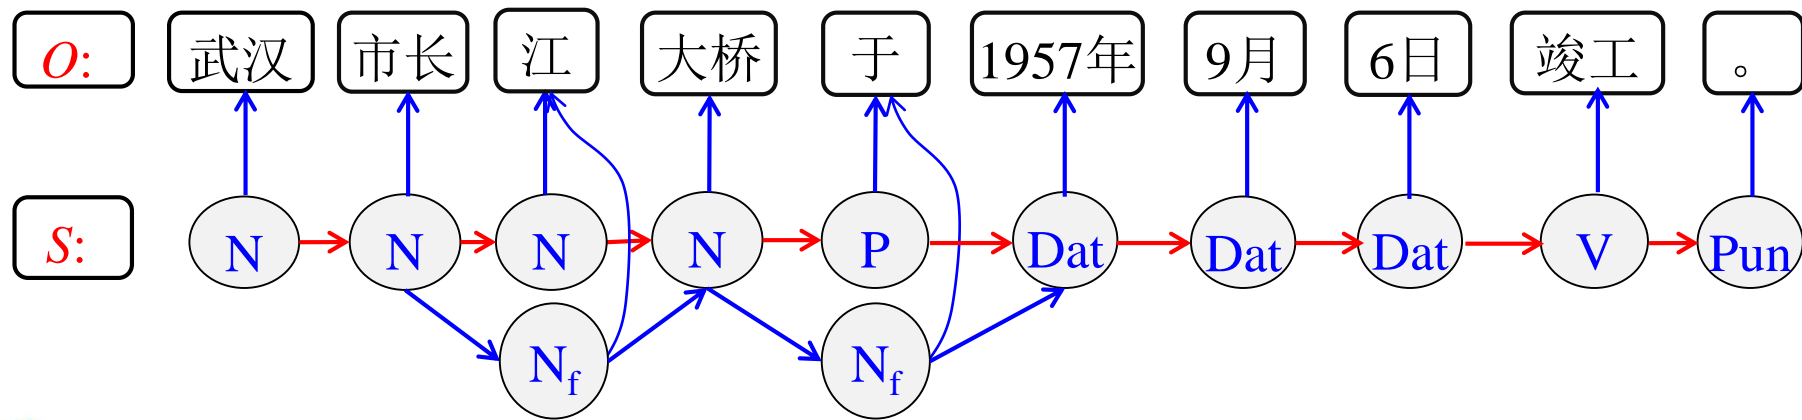 O: 武汉 市长 江 大桥 于 1957年 9月 6日 竣工 。
S: N N N N P Dat Dat Dat V Pun
Nf Nf